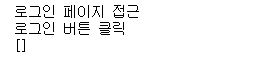 로그인 페이지 접근
로그인 버튼 클릭
[]